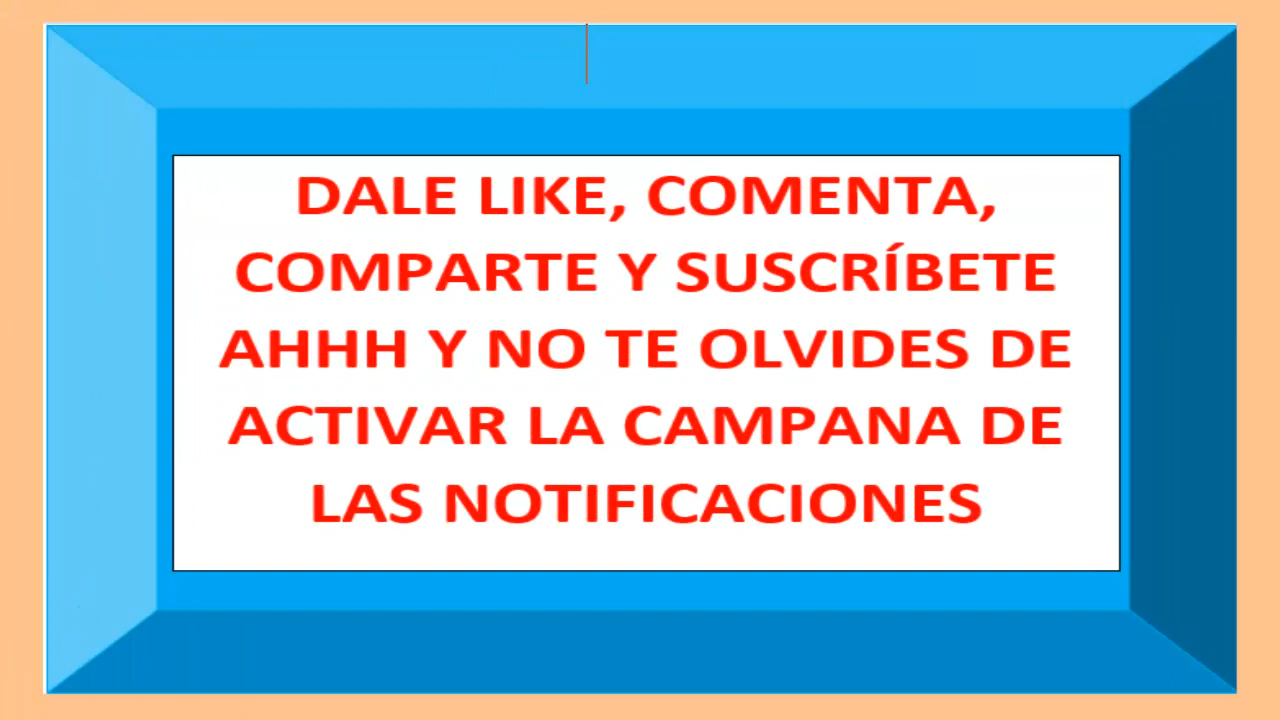 DALE LIKE, COMENTA,
COMPARTE Y SUSCRÍBETE
AHHH Y NO TE OLVIDES DE
ACTIVAR LA CAMPANA DE
LAS NOTIFICACIONES